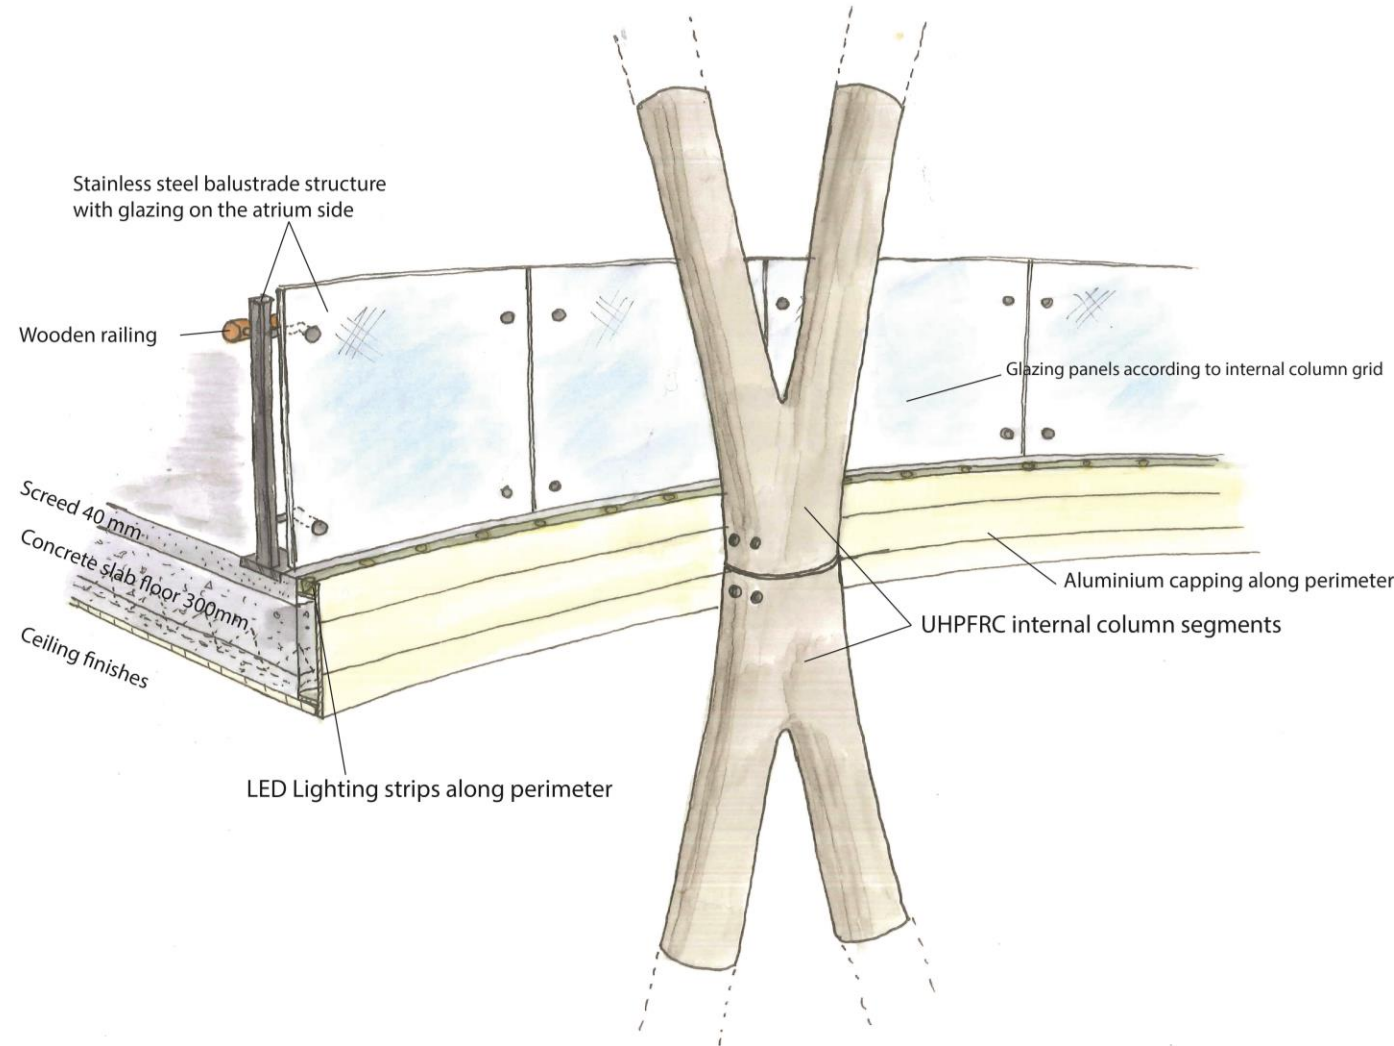 Stainless steel balustrade structure
with glazing on the atrium side
Wooden railing
Glazing panels according to internal column grid
Screed 40 mm
Concrete slab floor 300mm
Ceiling finishes
Aluminium capping along perimeter
UHPFRC internal column segments
LED Lighting strips along perimeter